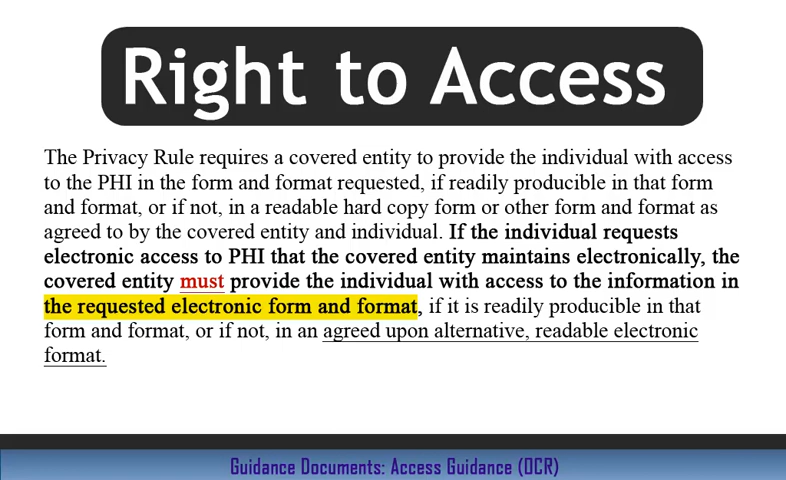 Right to Access
The Privacy Rule requires a covered entity to provide the individual with access
to the PHI in the form and format requested, if readily producible in that form
and format, or if not, in a readable hard copy form or other form and format as
agreed to by the covered entity and individual. If the individual requests
electronic access to PHI that the covered entity maintains electronically, the
covered entity must provide the individual with access to the information in
the requested electronic form and format, if it is readily producible in that
form and format, or if not, in an agreed upon alternative, readable electronic
format.
Guidance Documents: Access Guidance (OCR)